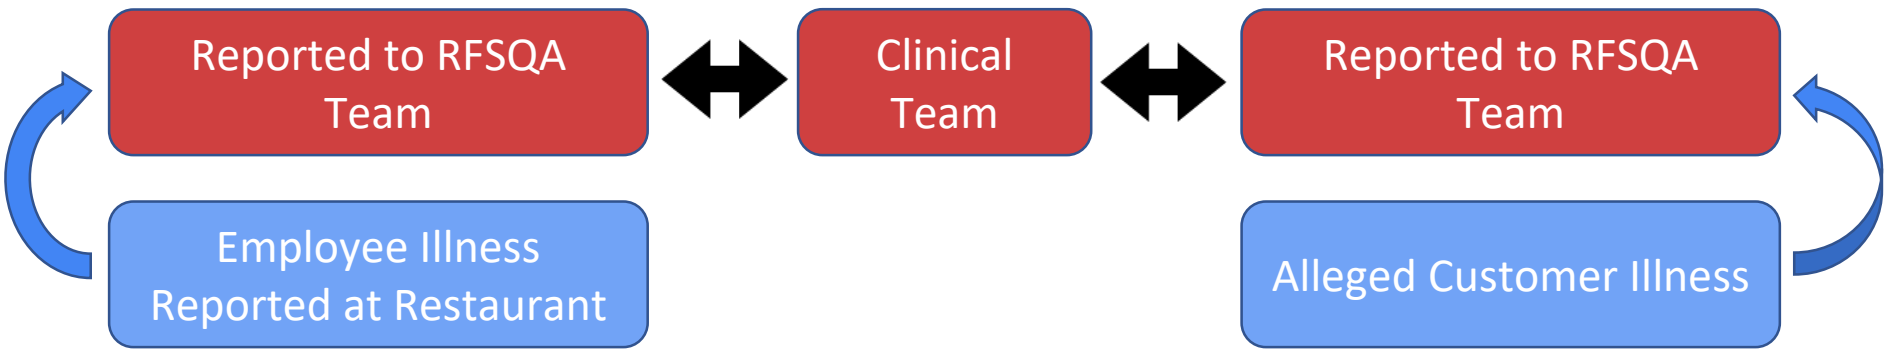 Reported to RFSQA
Team
Clinical
Team
Reported to RFSQA
Team
Employee Illness
Reported at Restaurant
Alleged Customer Illness